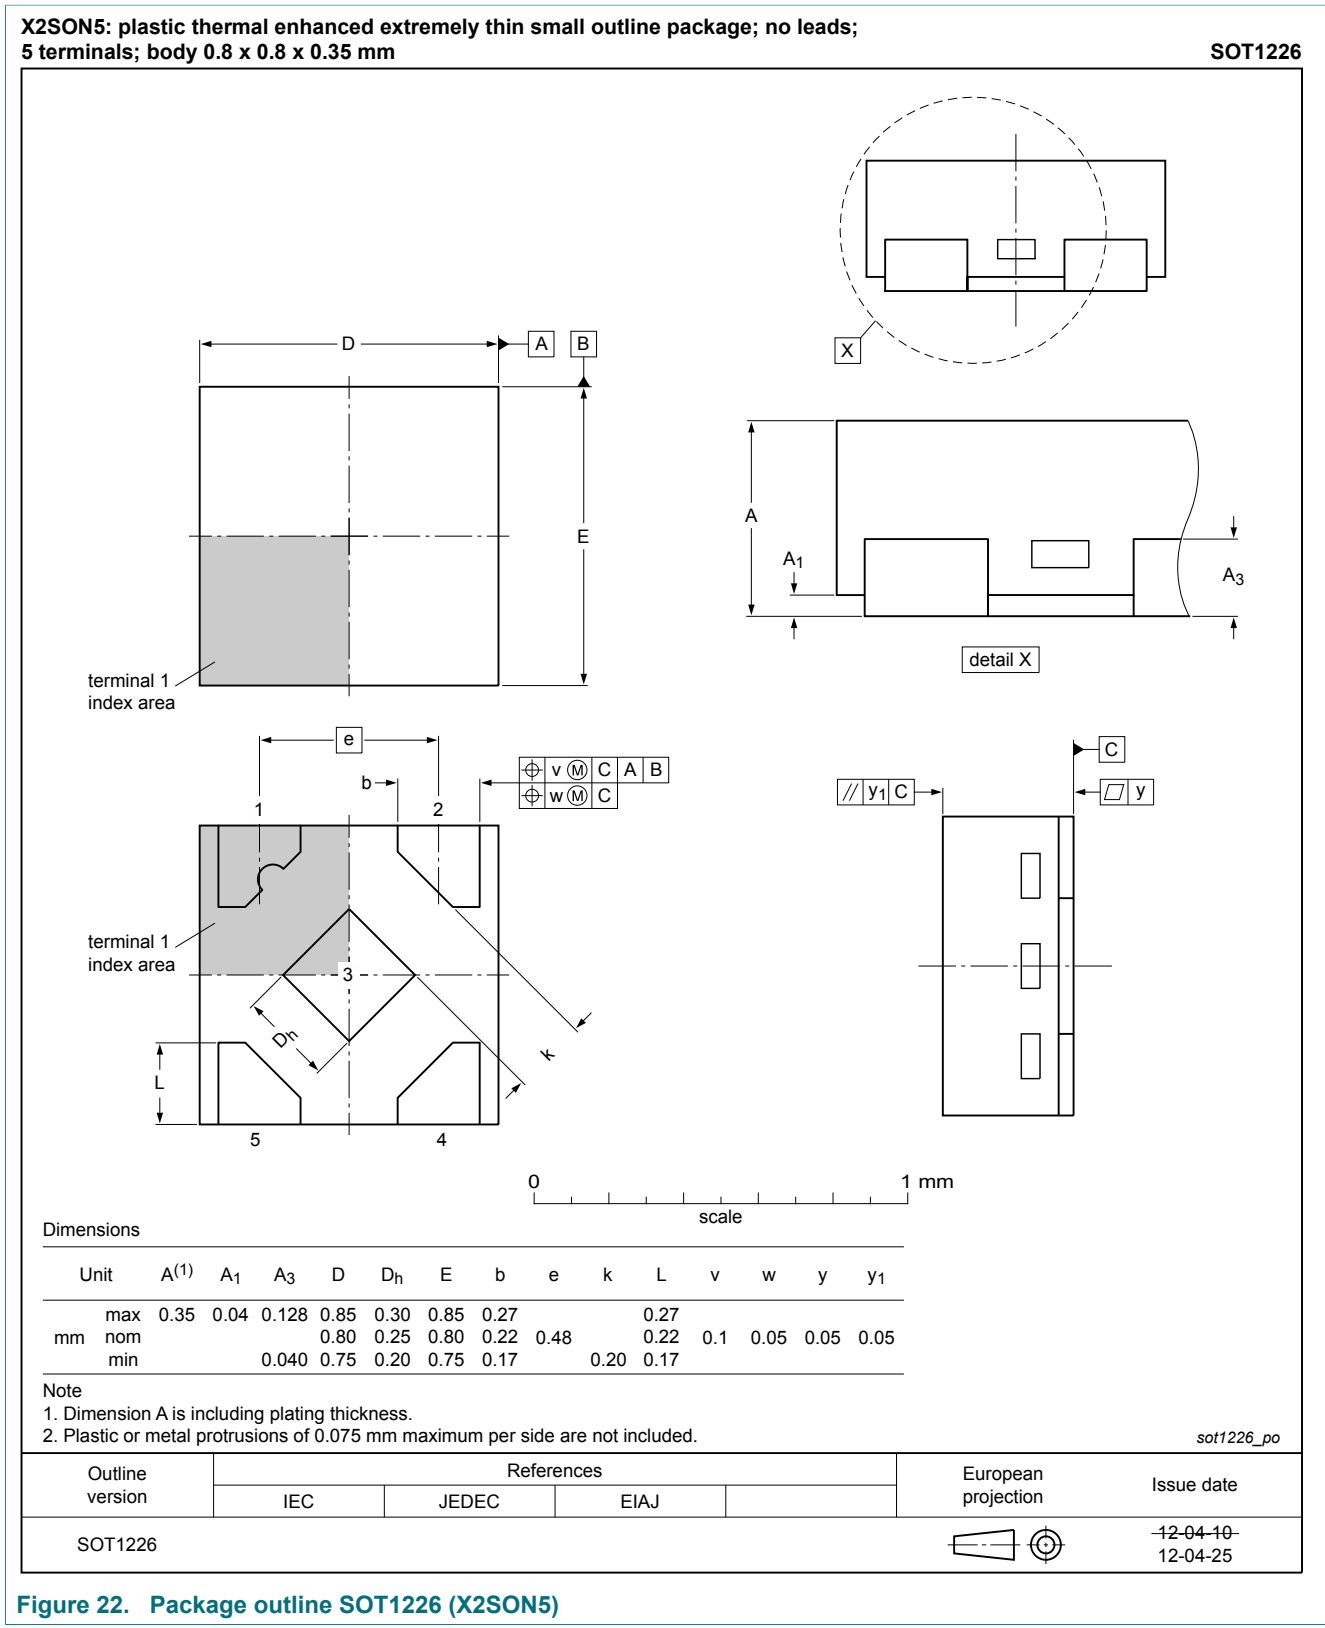 X2SON5: plastic thermal enhanced extremely thin small outline package; no leads;
5 terminals; body 0.8 x 0.8 x 0.35 mm SOT1226
X
D A B
E
terminal 1
index area
A
A1
A3
detail X
e
b
v M C A B
w M C
1 2
terminal 1
index area
3
Dh
k
L
5 4
C
// y1 C
y
0 1 mm
scale
Dimensions
Unit A(1) A1 A3 D Dh E b e k L v w y y1
max 0.35 0.04 0.128 0.85 0.30 0.85 0.27 0.27
mm nom 0.80 0.25 0.80 0.22 0.48 0.22 0.1 0.05 0.05 0.05
min 0.040 0.75 0.20 0.75 0.17 0.20 0.17
Note
1. Dimension A is including plating thickness.
2. Plastic or metal protrusions of 0.075 mm maximum per side are not included.
sot1226_po
Outline
version
References
IEC JEDEC EIAJ
European
projection
Issue date
SOT1226
12-04-10
12-04-25
Figure 22. Package outline SOT1226 (X2SON5)